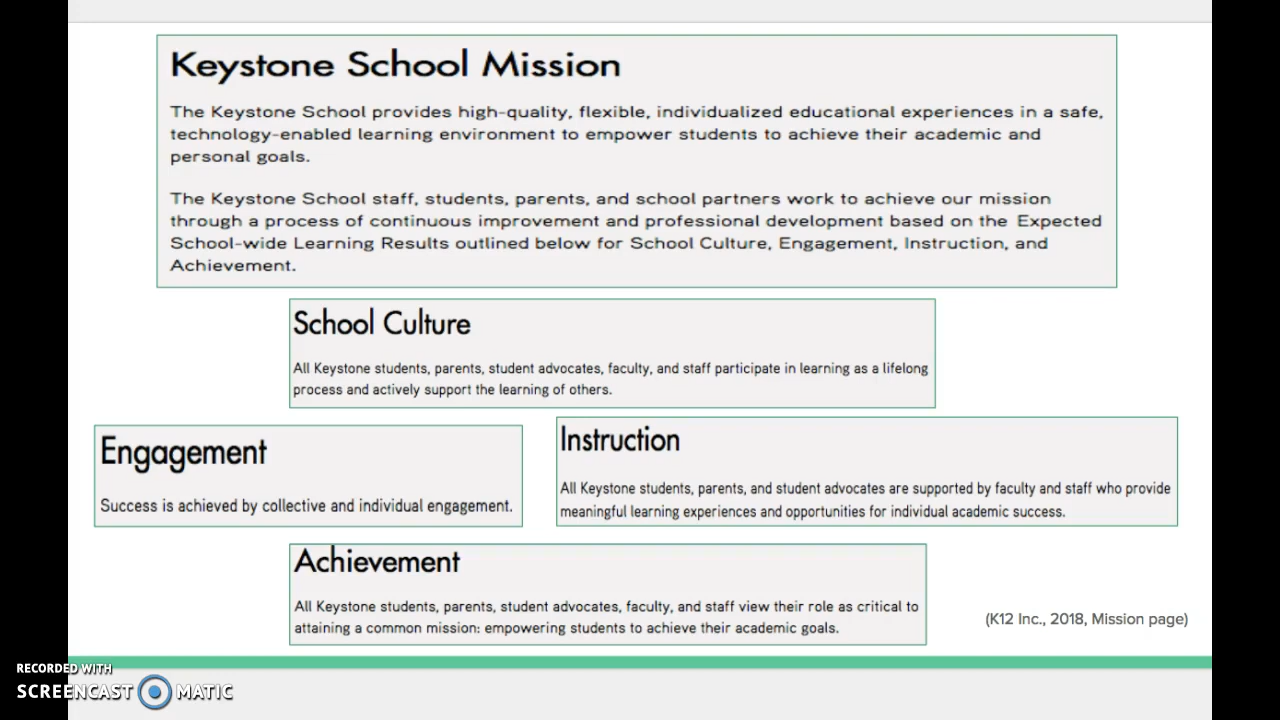 Keystone School Mission
The Keystone School provides high-quality, flexible, individualized educational experiences in a safe,
technology-enabled learning environment to empower students to achieve their academic and
personal goals.
The Keystone School staff, students, parents, and school partners work to achieve our mission
through a process of continuous improvement and professional development based on the Expected
School-wide Learning Results outlined below for School Culture, Engagement, Instruction, and
Achievement.
School Culture
All Keystone students, parents, student advocates, faculty, and staff participate in learning as a lifelong
process and actively support the learning of others.
Engagement
Success is achieved by collective and individual engagement.
Instruction
All Keystone students, parents, and student advocates are supported by faculty and staff who provide
meaningful learning experiences and opportunities for individual academic success.
Achievement
All Keystone students, parents, student advocates, faculty, and staff view their role as critical to
attaining a common mission: empowering students to achieve their academic goals.
(K12 Inc., 2018, Mission page)
RECORDED WITH
SCREENCAST MATIC